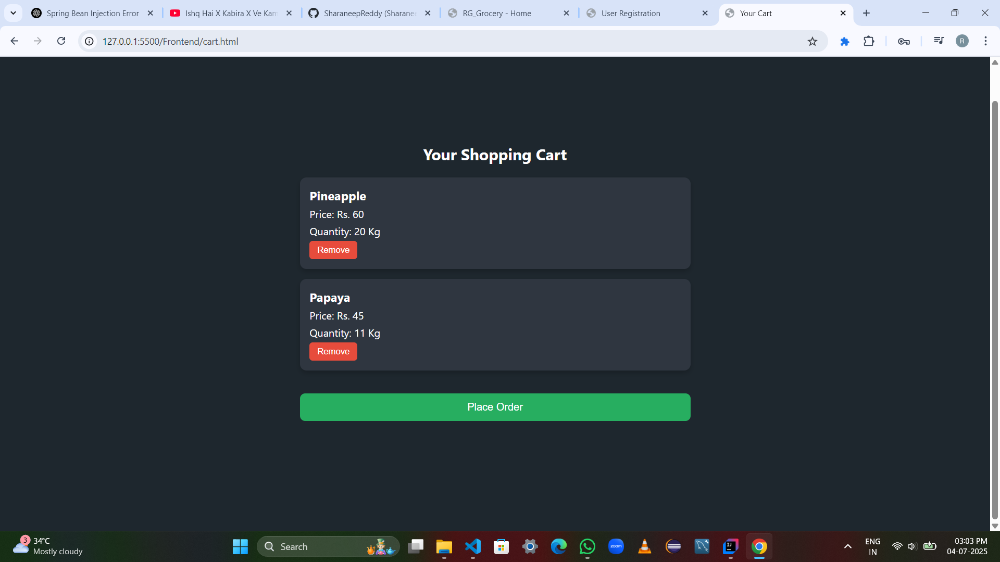 Spring Bean Injection Error
Ishq Hai X Kabira X Ve Kam
SharaneepReddy (Sharanee
RG_Grocery - Home
User Registration
Your Cart
127.0.0.1:5500/Frontend/cart.html
R
Your Shopping Cart
Pineapple
Price: Rs. 60
Quantity: 20 Kg
Remove
Papaya
Price: Rs. 45
Quantity: 11 Kg
Remove
Place Order
3
34°C
Mostly cloudy
Search
zoom
IJ
ENG
IN
03:03 PM
04-07-2025